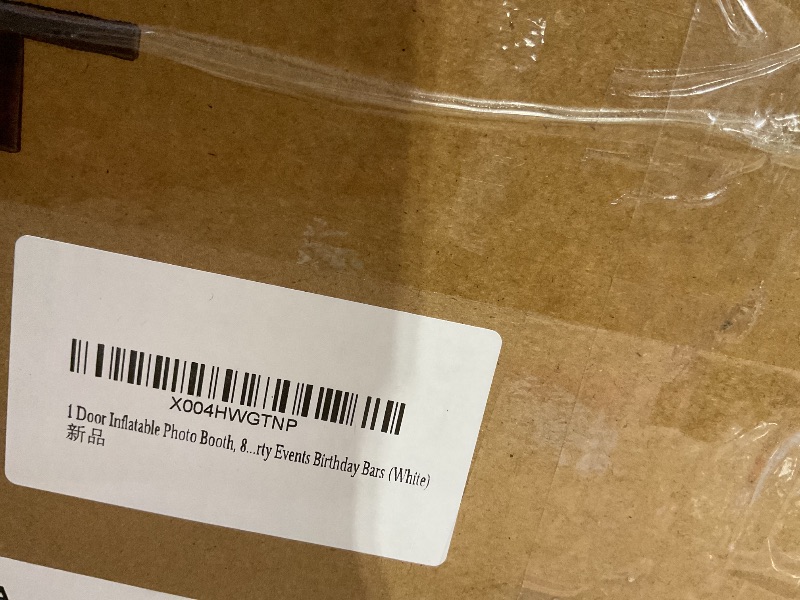 X004HWGTNP
1 Door Inflatable Photo Booth, 8...rty Events Birthday Bars (White)
新品
A